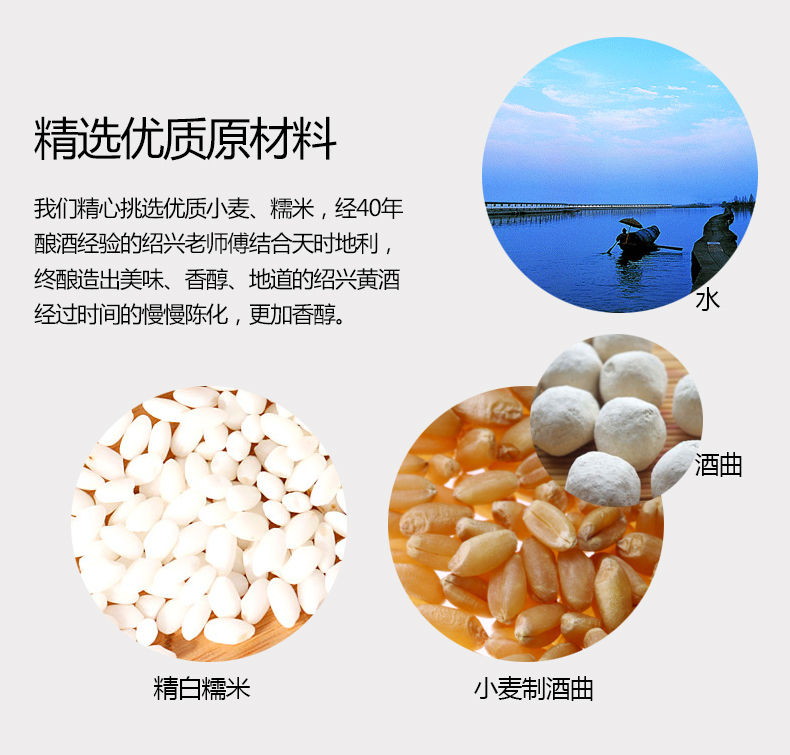 精选优质原材料
我们精心挑选优质小麦、糯米，经40年
酿酒经验的绍兴老师傅结合天时地利，
终酿造出美味、香醇、地道的绍兴黄酒
经过时间的慢慢陈化，更加香醇。
水
酒曲
精白糯米
小麦制酒曲